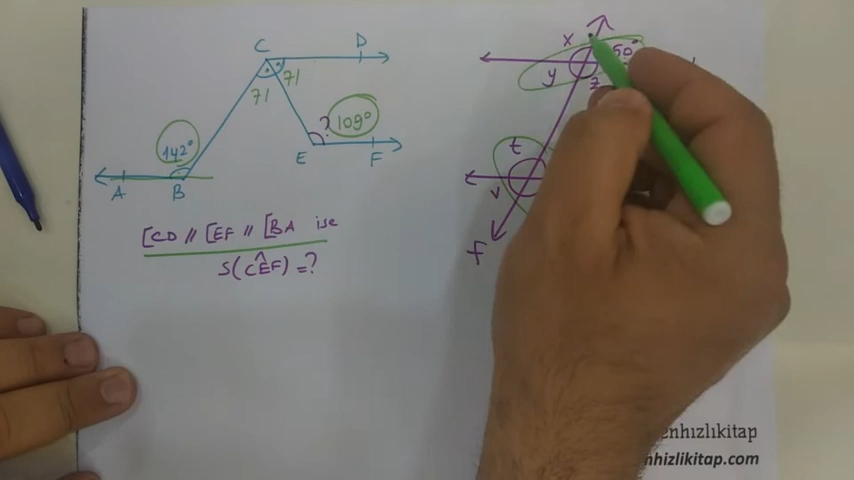 C
D
71
71
142°
? 109°
A
B
E
F
[CD // [EF // [BA ise
s(CÊF) = ?
x
50°
y
z
t
v
f
enhızlıkitap
nhizlikitap.com